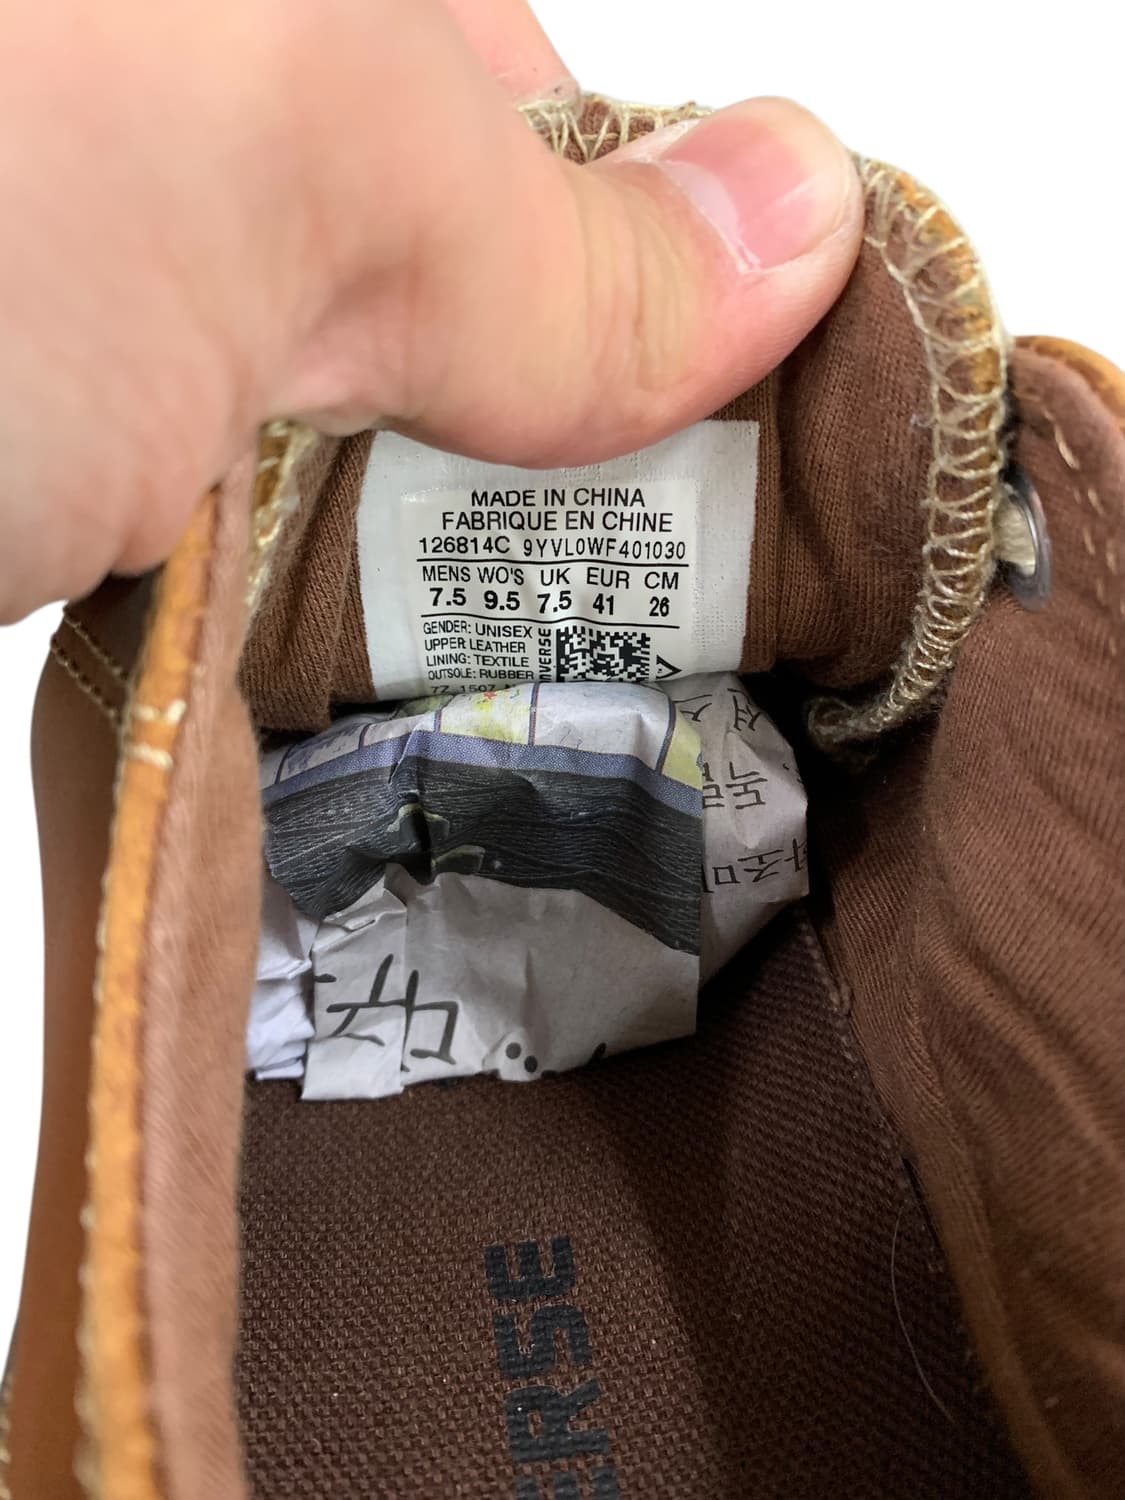 MADE IN CHINA
FABRIQUE EN CHINE
126814C 9YVL0WF401030
MENS WO'S UK EUR CM
7.5 9.5 7.5 41 26
GENDER: UNISEX
UPPER LEATHER
LINING: TEXTILE
OUTSOLE: RUBBER
NVERSE
ERSE